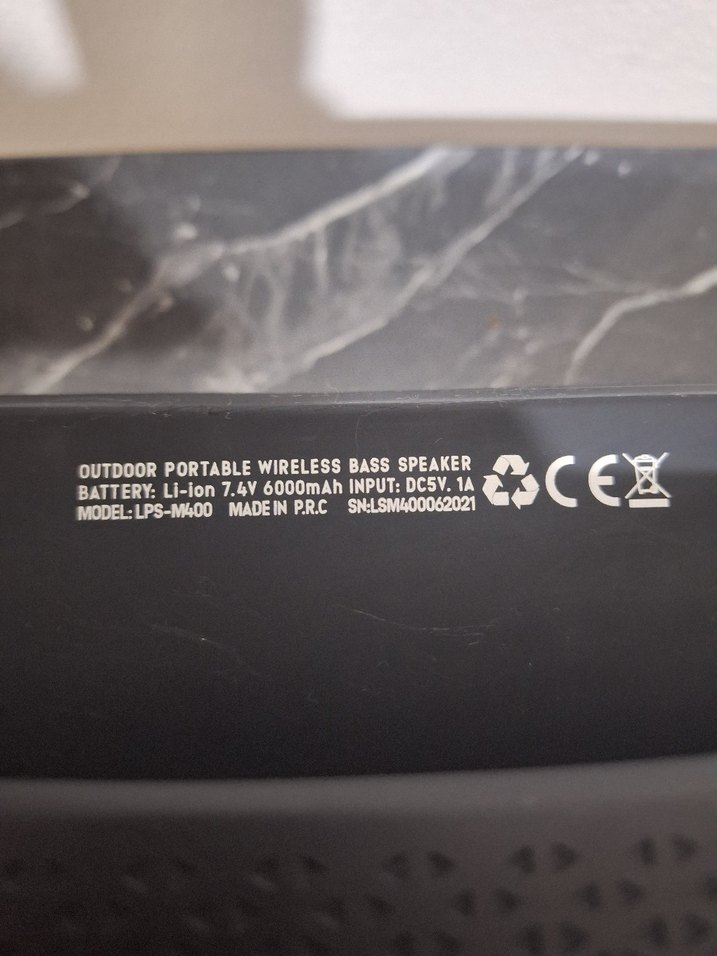 OUTDOOR PORTABLE WIRELESS BASS SPEAKER
BATTERY: Li-ion 7.4V 6000mAh INPUT: DC5V. 1A
MODEL: LPS-M400 MADE IN P.R.C SN:LSM400062021
CE